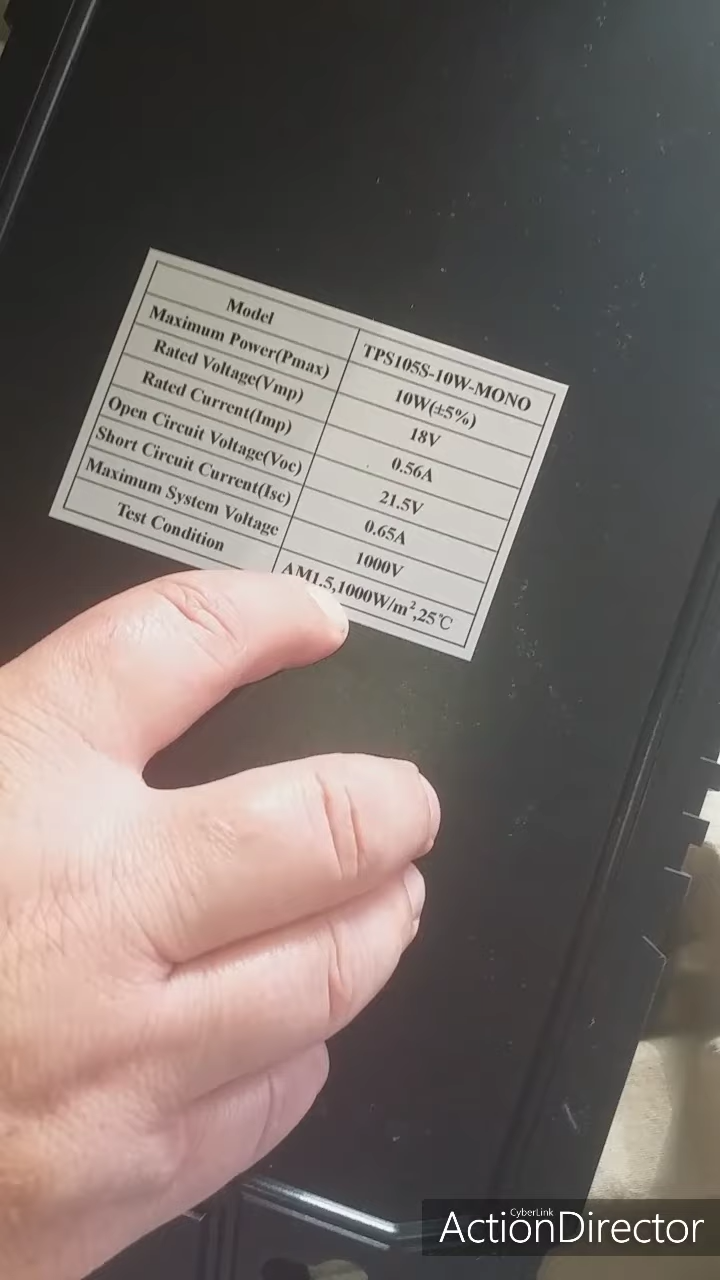 Model TPS105S-10W-MONO
Maximum Power(Pmax) 10W(±5%)
Rated Voltage(Vmp) 18V
Rated Current(Imp) 0.56A
Open Circuit Voltage(Voc) 21.5V
Short Circuit Current(Isc) 0.65A
Maximum System Voltage 1000V
Test Condition AM1.5,1000W/m²,25℃
CyberLink
ActionDirector